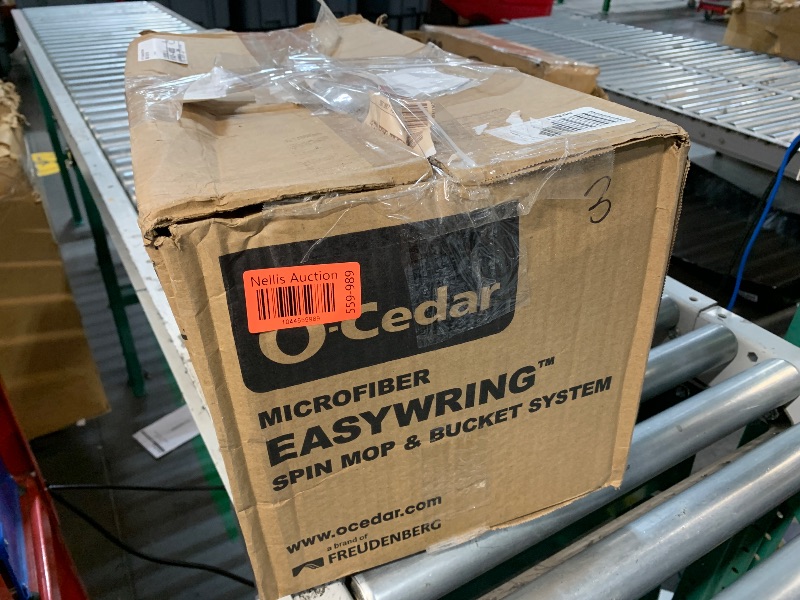 3
Nellis Auction
559-989
O-Cedar
MICROFIBER
EASYWRING™
SPIN MOP & BUCKET SYSTEM
www.ocedar.com
a brand of
FREUDENBERG